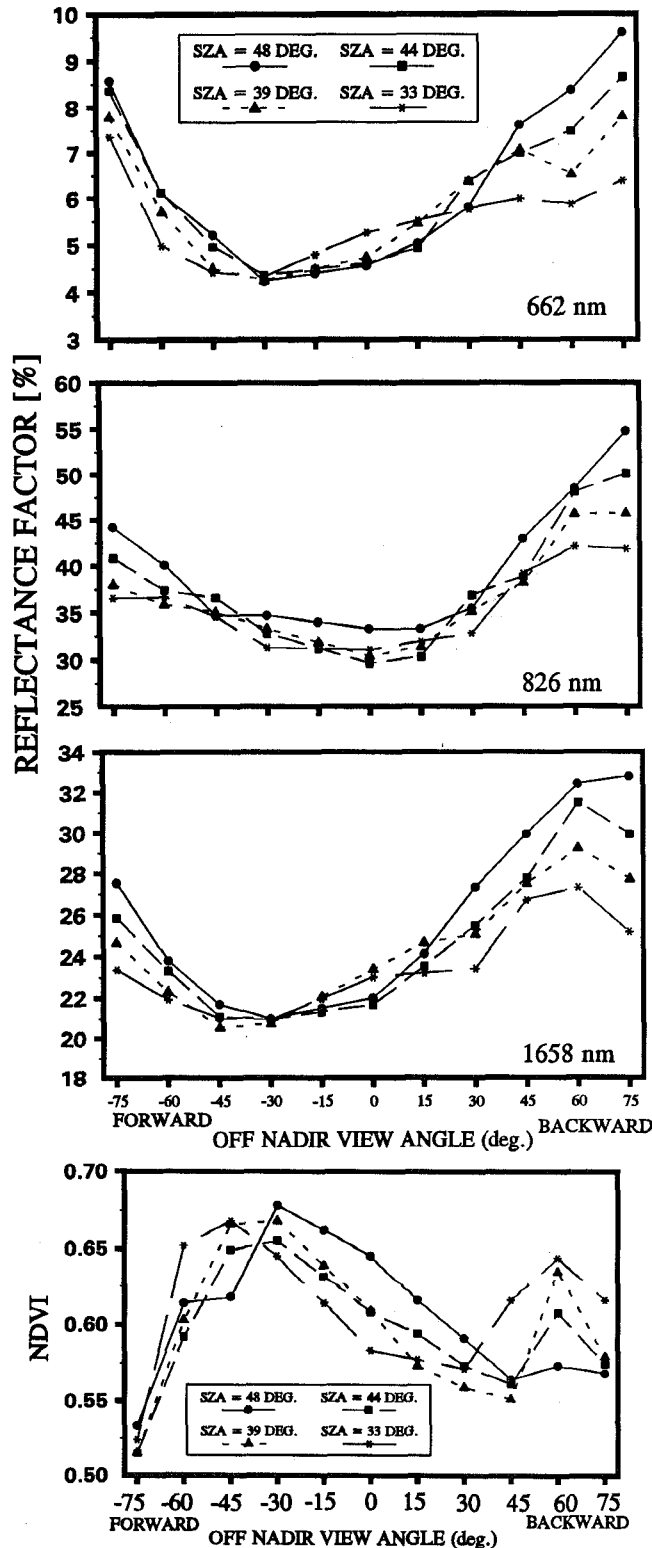 10
9
8
7
6
5
4
3
SZA = 48 DEG. SZA = 44 DEG.
SZA = 39 DEG. SZA = 33 DEG.
662 nm
REFLECTANCE FACTOR [%]
60
55
50
45
40
35
30
25
826 nm
34
32
30
28
26
24
22
20
18
1658 nm
-75 -60 -45 -30 -15 0 15 30 45 60 75
FORWARD BACKWARD
OFF NADIR VIEW ANGLE (deg.)
0.70
0.65
0.60
0.55
0.50
NDVI
SZA = 48 DEG. SZA = 44 DEG.
SZA = 39 DEG. SZA = 33 DEG.
-75 -60 -45 -30 -15 0 15 30 45 60 75
FORWARD BACKWARD
OFF NADIR VIEW ANGLE (deg.)